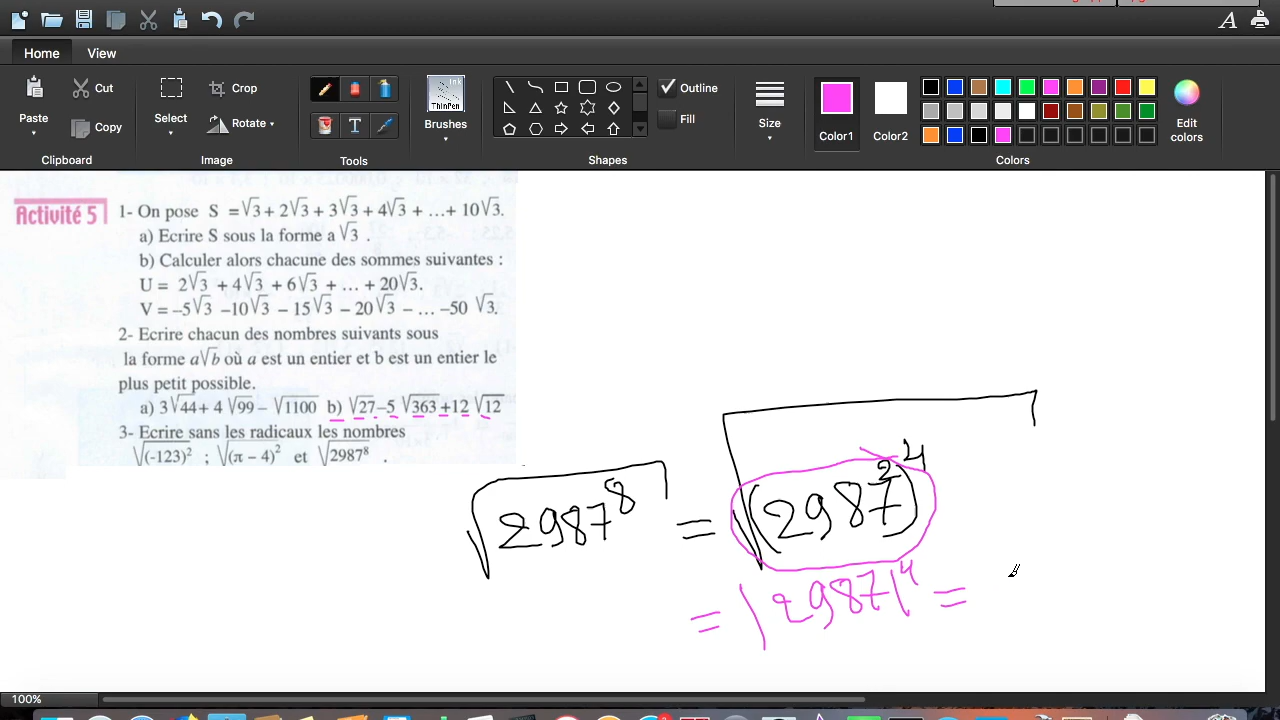 Home View
Cut
Crop
Outline
Paste
Copy
Select
Rotate
Brushes
Fill
Size
Color1
Color2
Edit colors
Clipboard
Image
Tools
Shapes
Colors
Activité 5
1- On pose S =√3+ 2√3 + 3√3 + 4√3 + …+ 10√3.
a) Ecrire S sous la forme a √3 .
b) Calculer alors chacune des sommes suivantes :
U = 2√3 + 4√3 + 6√3 + … + 20√3.
V = –5√3 –10√3 – 15√3 – 20√3 – … –50 √3.
2- Ecrire chacun des nombres suivants sous
la forme a√b où a est un entier et b est un entier le
plus petit possible.
a) 3√44+ 4 √99 – √1100 b) √27–5 √363 +12 √12
3- Ecrire sans les radicaux les nombres
√(-123)² ; √(π – 4)² et √2987⁸ .
√2987⁸ = √(2987²)⁴
= |2987|⁴ =
100%